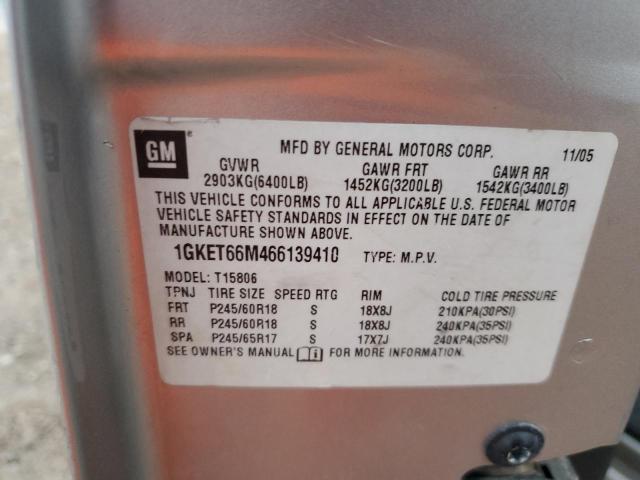 GM ® MFD BY GENERAL MOTORS CORP. 11/05
GVWR GAWR FRT GAWR RR
2903KG(6400LB) 1452KG(3200LB) 1542KG(3400LB)
THIS VEHICLE CONFORMS TO ALL APPLICABLE U.S. FEDERAL MOTOR
VEHICLE SAFETY STANDARDS IN EFFECT ON THE DATE OF
MANUFACTURE SHOWN ABOVE.
1GKET66M466139410 TYPE: M.P.V.
MODEL: T15806
TPNJ TIRE SIZE SPEED RTG RIM COLD TIRE PRESSURE
FRT P245/60R18 S 18X8J 210KPA(30PSI)
RR P245/60R18 S 18X8J 240KPA(35PSI)
SPA P245/65R17 S 17X7J 240KPA(35PSI)
SEE OWNER'S MANUAL i FOR MORE INFORMATION.